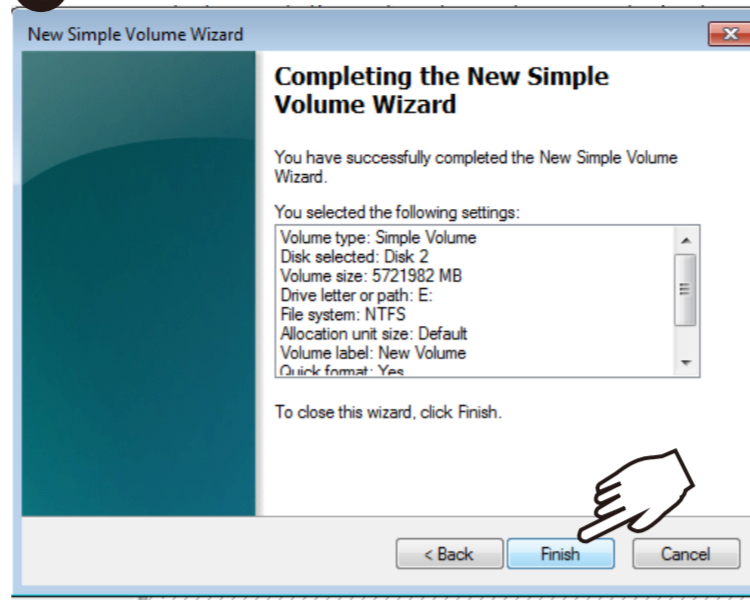 New Simple Volume Wizard
Completing the New Simple
Volume Wizard
You have successfully completed the New Simple Volume
Wizard.
You selected the following settings:
Volume type: Simple Volume
Disk selected: Disk 2
Volume size: 5721982 MB
Drive letter or path: E:
File system: NTFS
Allocation unit size: Default
Volume label: New Volume
Quick format: Yes
To close this wizard, click Finish.
< Back Finish Cancel